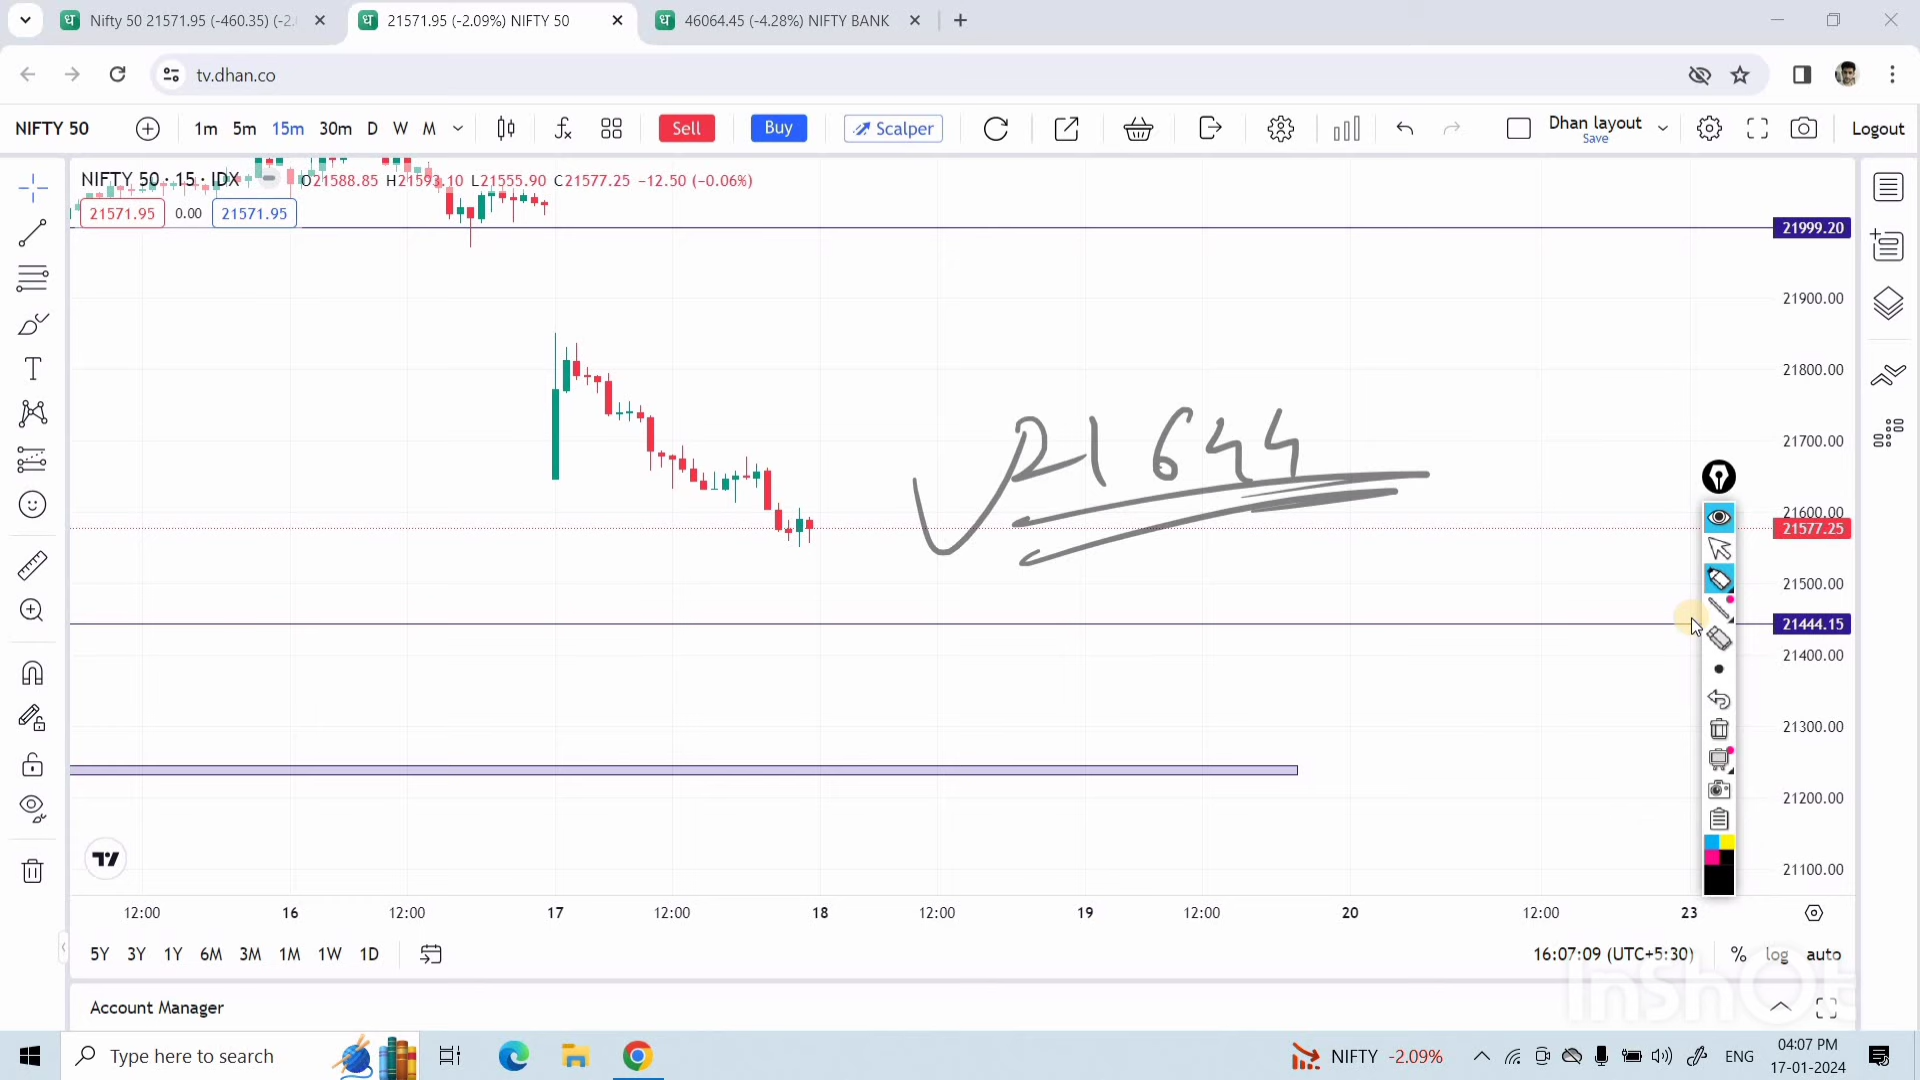 Nifty 50 21571.95 (-460.35) (-2.
21571.95 (-2.09%) NIFTY 50
46064.45 (-4.28%) NIFTY BANK
tv.dhan.co
NIFTY 50
1m 5m 15m 30m D W M
Sell
Buy
Scalper
Dhan layout
Save
Logout
NIFTY 50 · 15 · IDX
O21588.85 H21593.10 L21555.90 C21577.25 −12.50 (−0.06%)
21571.95 0.00 21571.95
21999.20
21900.00
21800.00
21700.00
21600.00
21577.25
21500.00
21444.15
21400.00
21300.00
21200.00
21100.00
21644
12:00 16 12:00 17 12:00 18 12:00 19 12:00 20 12:00 23
5Y 3Y 1Y 6M 3M 1M 1W 1D
16:07:09 (UTC+5:30) % log auto
InShOt
Account Manager
Type here to search
NIFTY -2.09%
ENG
04:07 PM
17-01-2024